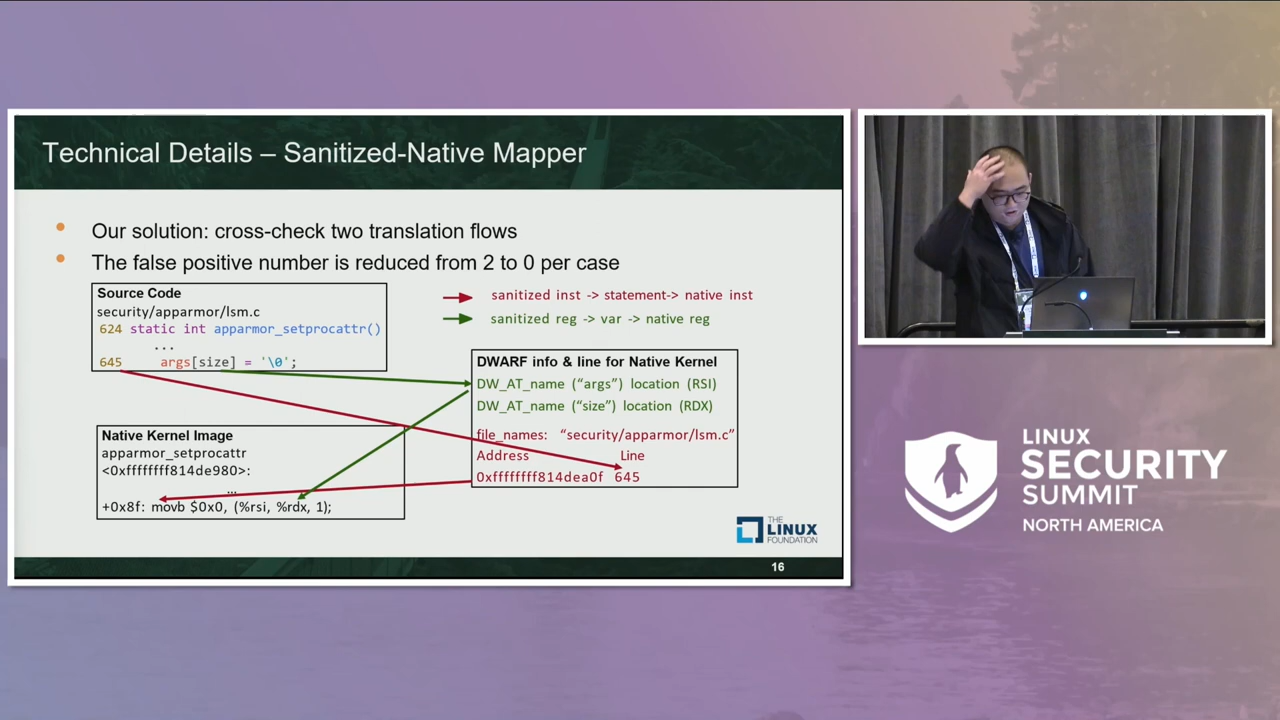 Technical Details – Sanitized-Native Mapper
• Our solution: cross-check two translation flows
• The false positive number is reduced from 2 to 0 per case
Source Code
security/apparmor/lsm.c
624 static int apparmor_setprocattr()
...
645 args[size] = '\0';
sanitized inst -> statement-> native inst
sanitized reg -> var -> native reg
DWARF info & line for Native Kernel
DW_AT_name (“args”) location (RSI)
DW_AT_name (“size”) location (RDX)
file_names: “security/apparmor/lsm.c”
Address Line
0xffffffff814dea0f 645
Native Kernel Image
apparmor_setprocattr
<0xffffffff814de980>:
...
+0x8f: movb $0x0, (%rsi, %rdx, 1);
THE
LINUX
FOUNDATION
16
LINUX
SECURITY
SUMMIT
NORTH AMERICA